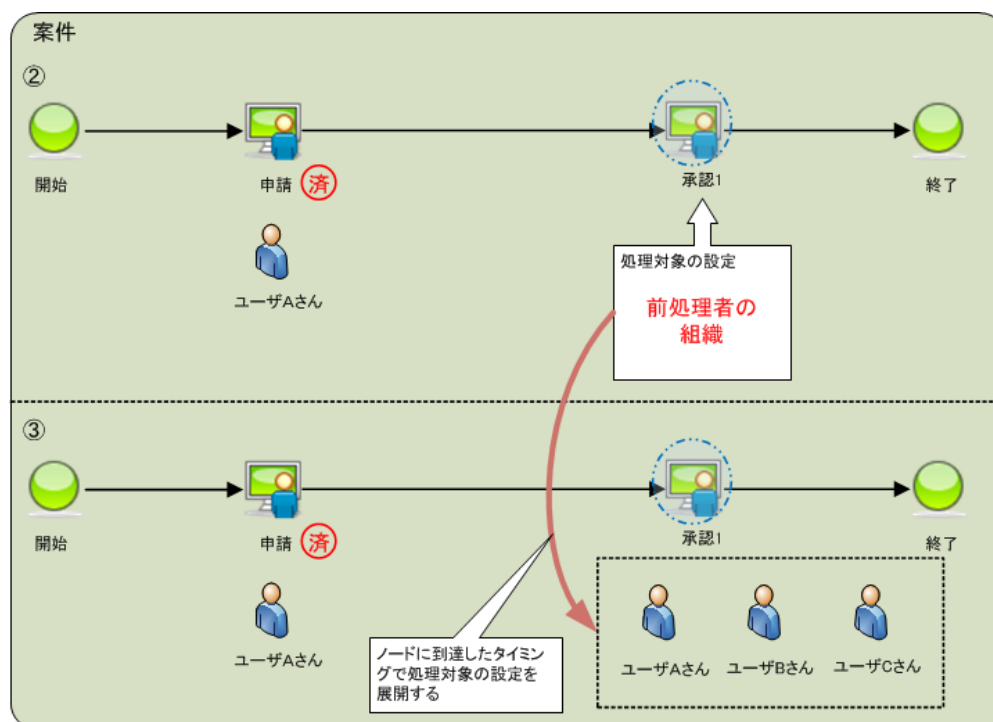 案件
②
開始
申請
済
承認1
終了
ユーザAさん
処理対象の設定
前処理者の
組織
③
開始
申請
済
承認1
終了
ユーザAさん
ノードに到達したタイミン
グで処理対象の設定を
展開する
ユーザAさん
ユーザBさん
ユーザCさん